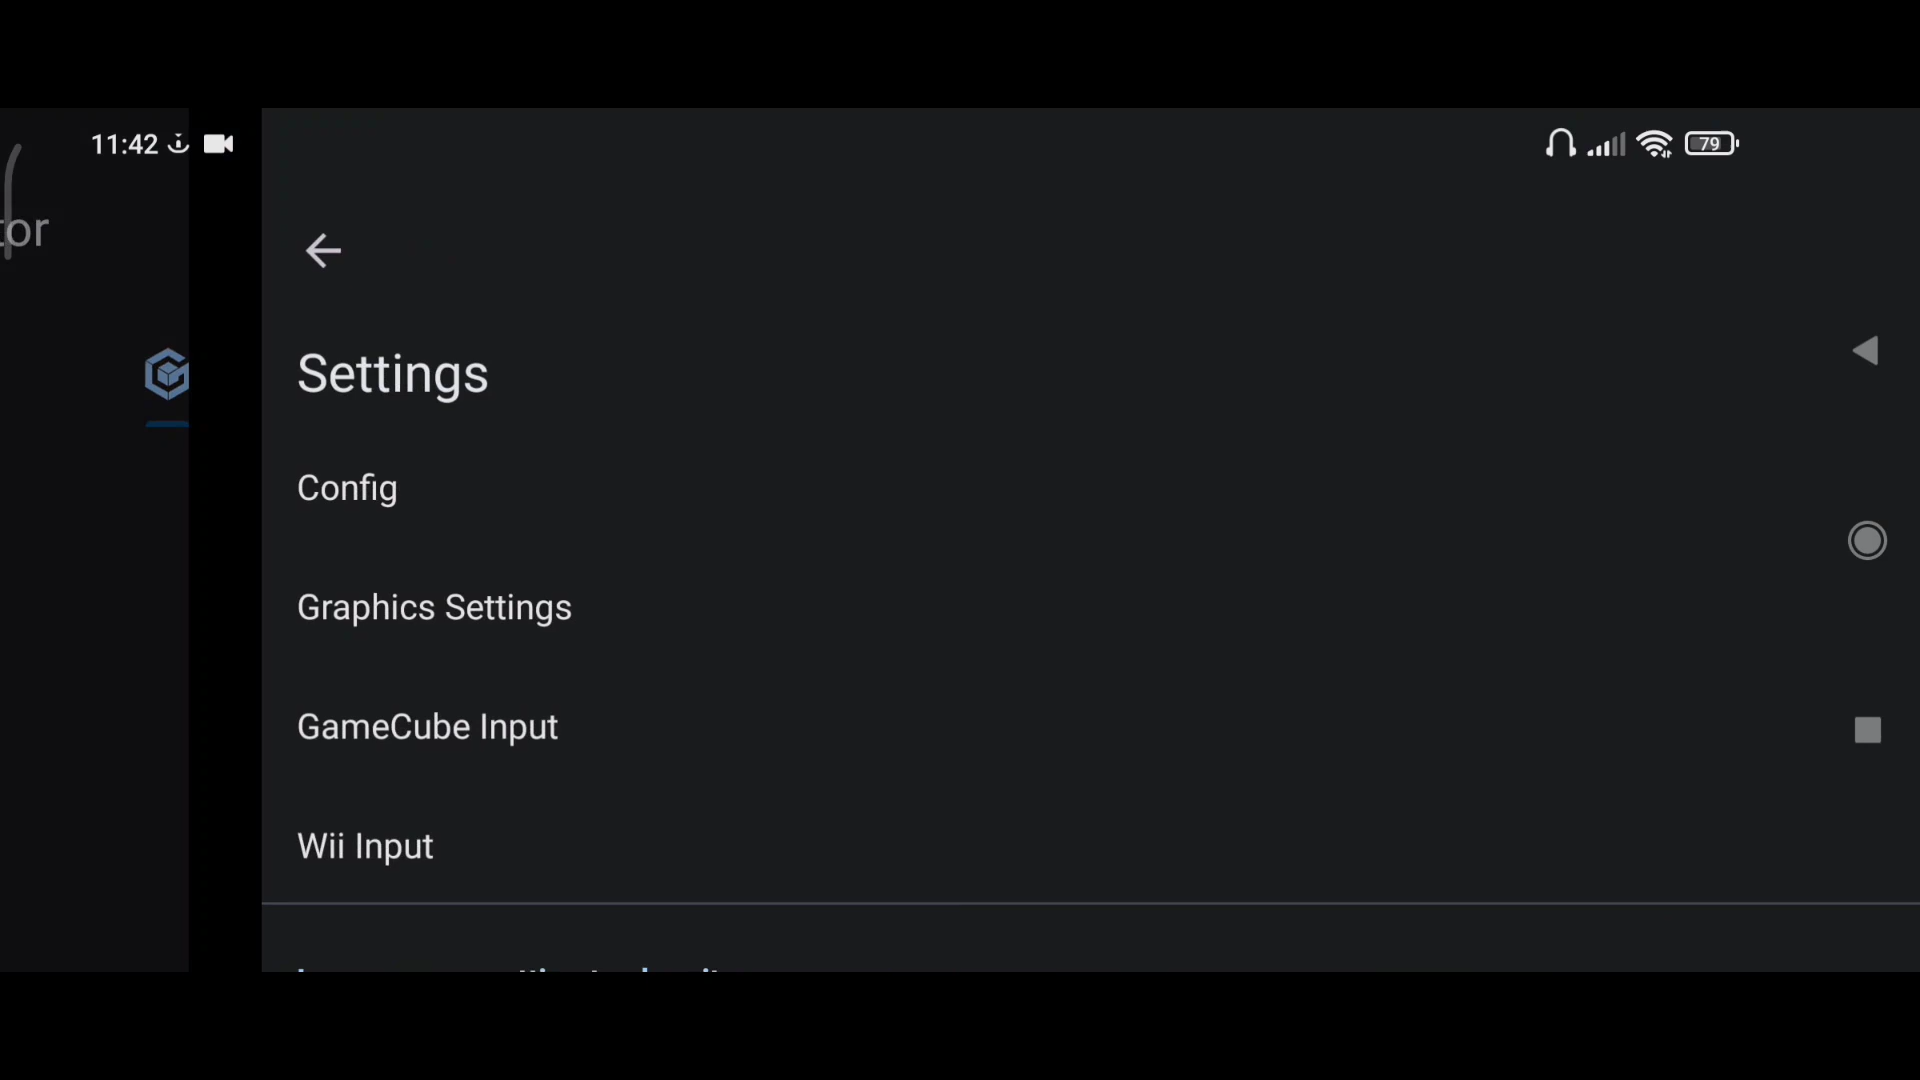 11:42
79
tor
Settings
Config
Graphics Settings
GameCube Input
Wii Input